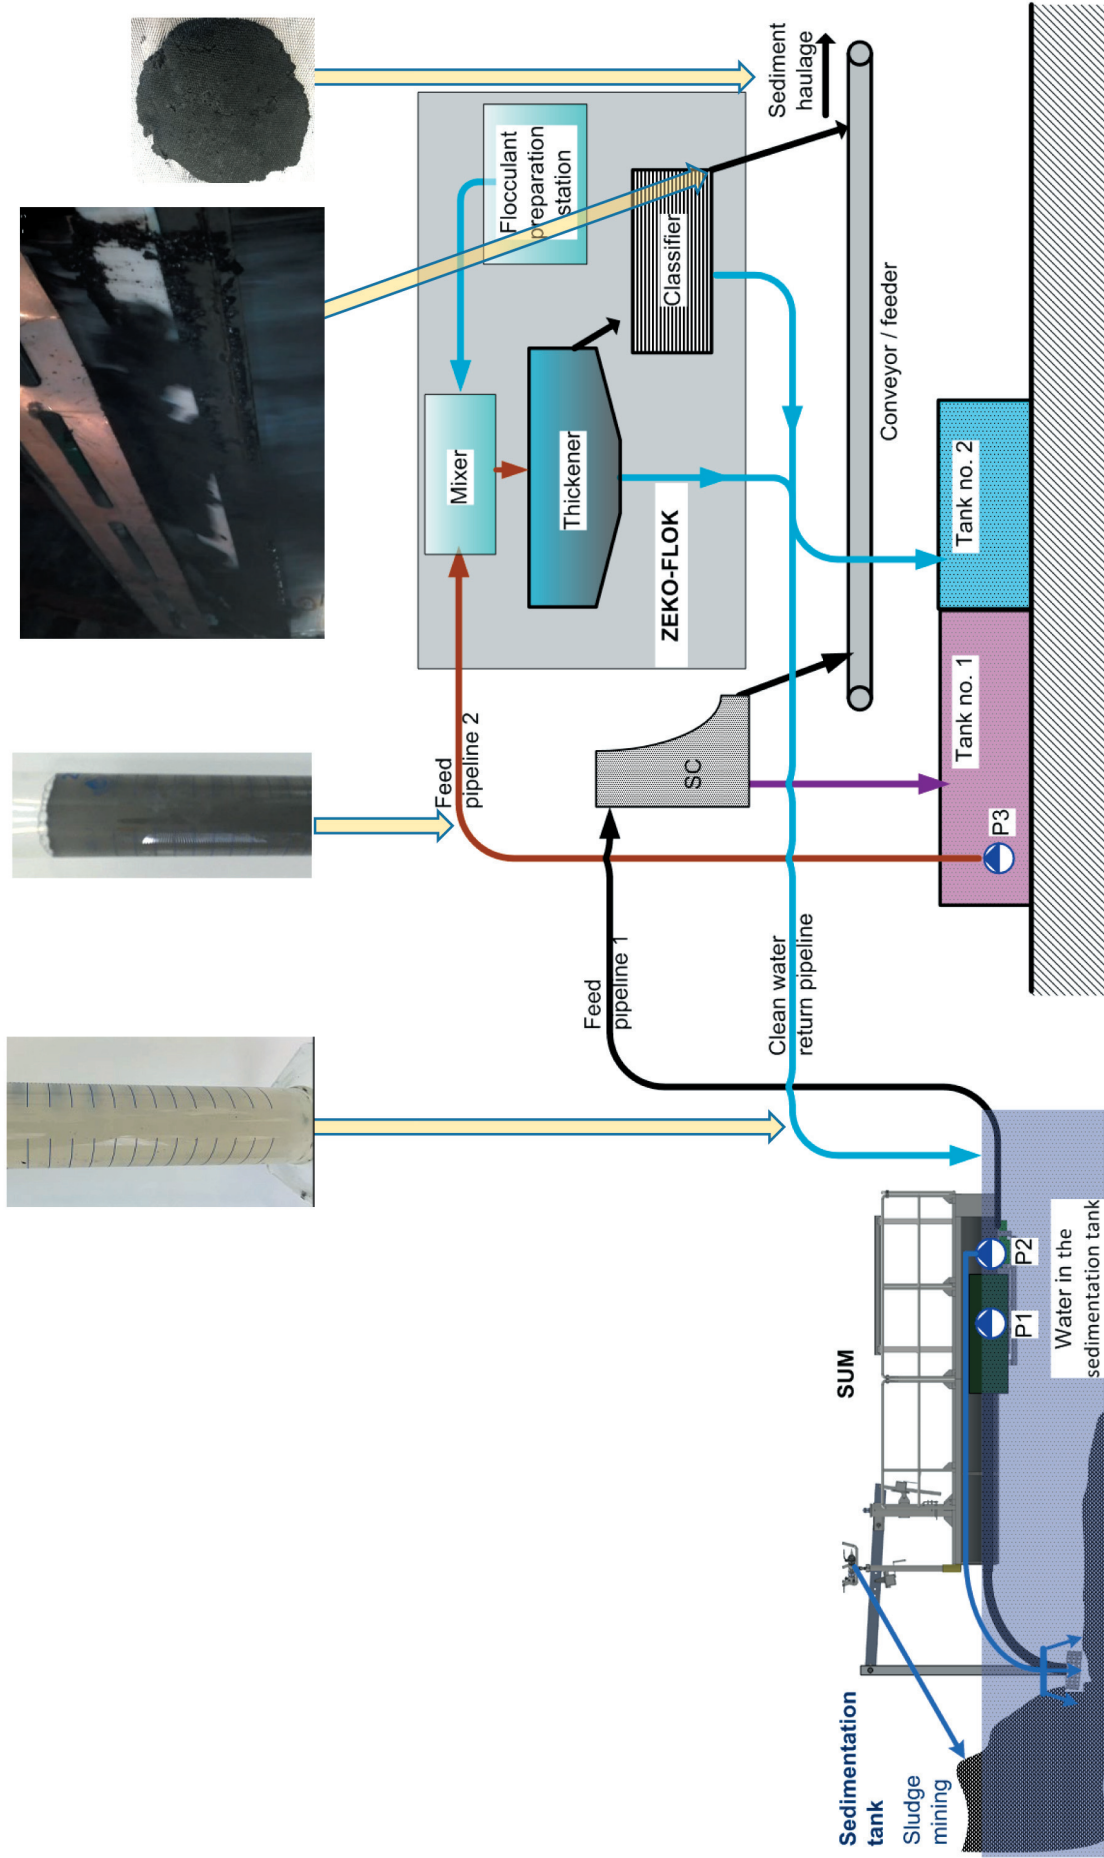 Sedimentation
tank
Sludge
mining
SUM
P1
P2
Water in the
sedimentation tank
Clean water
return pipeline
Feed
pipeline 1
Feed
pipeline 2
SC
P3
Tank no. 1
Tank no. 2
ZEKO-FLOK
Mixer
Thickener
Flocculant
preparation
station
Classifier
Conveyor / feeder
Sediment
haulage